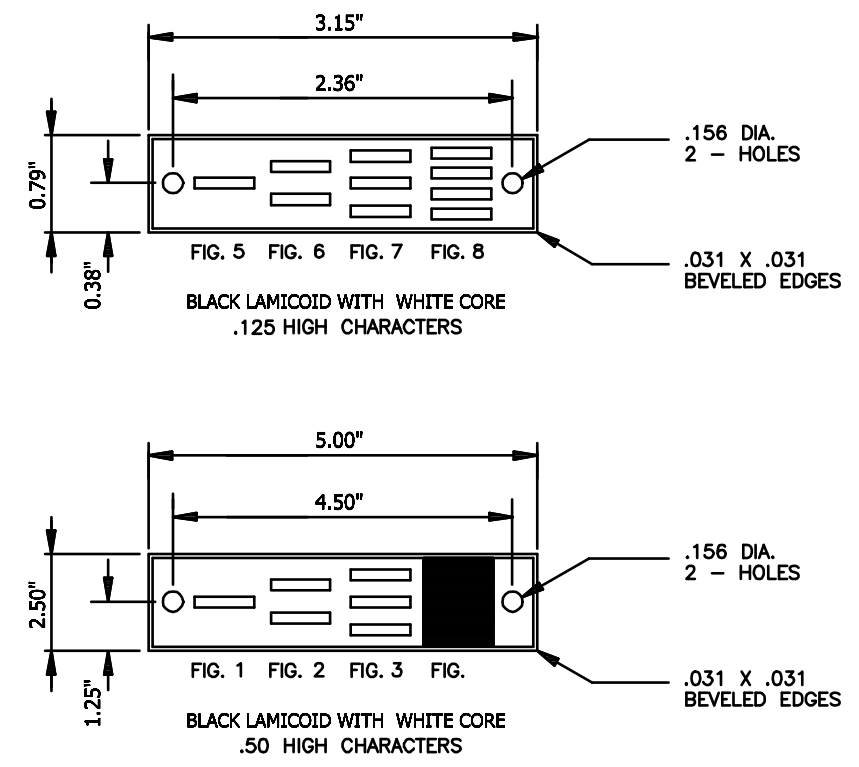 3.15"
2.36"
.156 DIA.
2 - HOLES
0.79"
0.38"
FIG. 5 FIG. 6 FIG. 7 FIG. 8
.031 X .031
BEVELED EDGES
BLACK LAMICOID WITH WHITE CORE
.125 HIGH CHARACTERS
5.00"
4.50"
.156 DIA.
2 - HOLES
2.50"
1.25"
FIG. 1 FIG. 2 FIG. 3 FIG.
.031 X .031
BEVELED EDGES
BLACK LAMICOID WITH WHITE CORE
.50 HIGH CHARACTERS